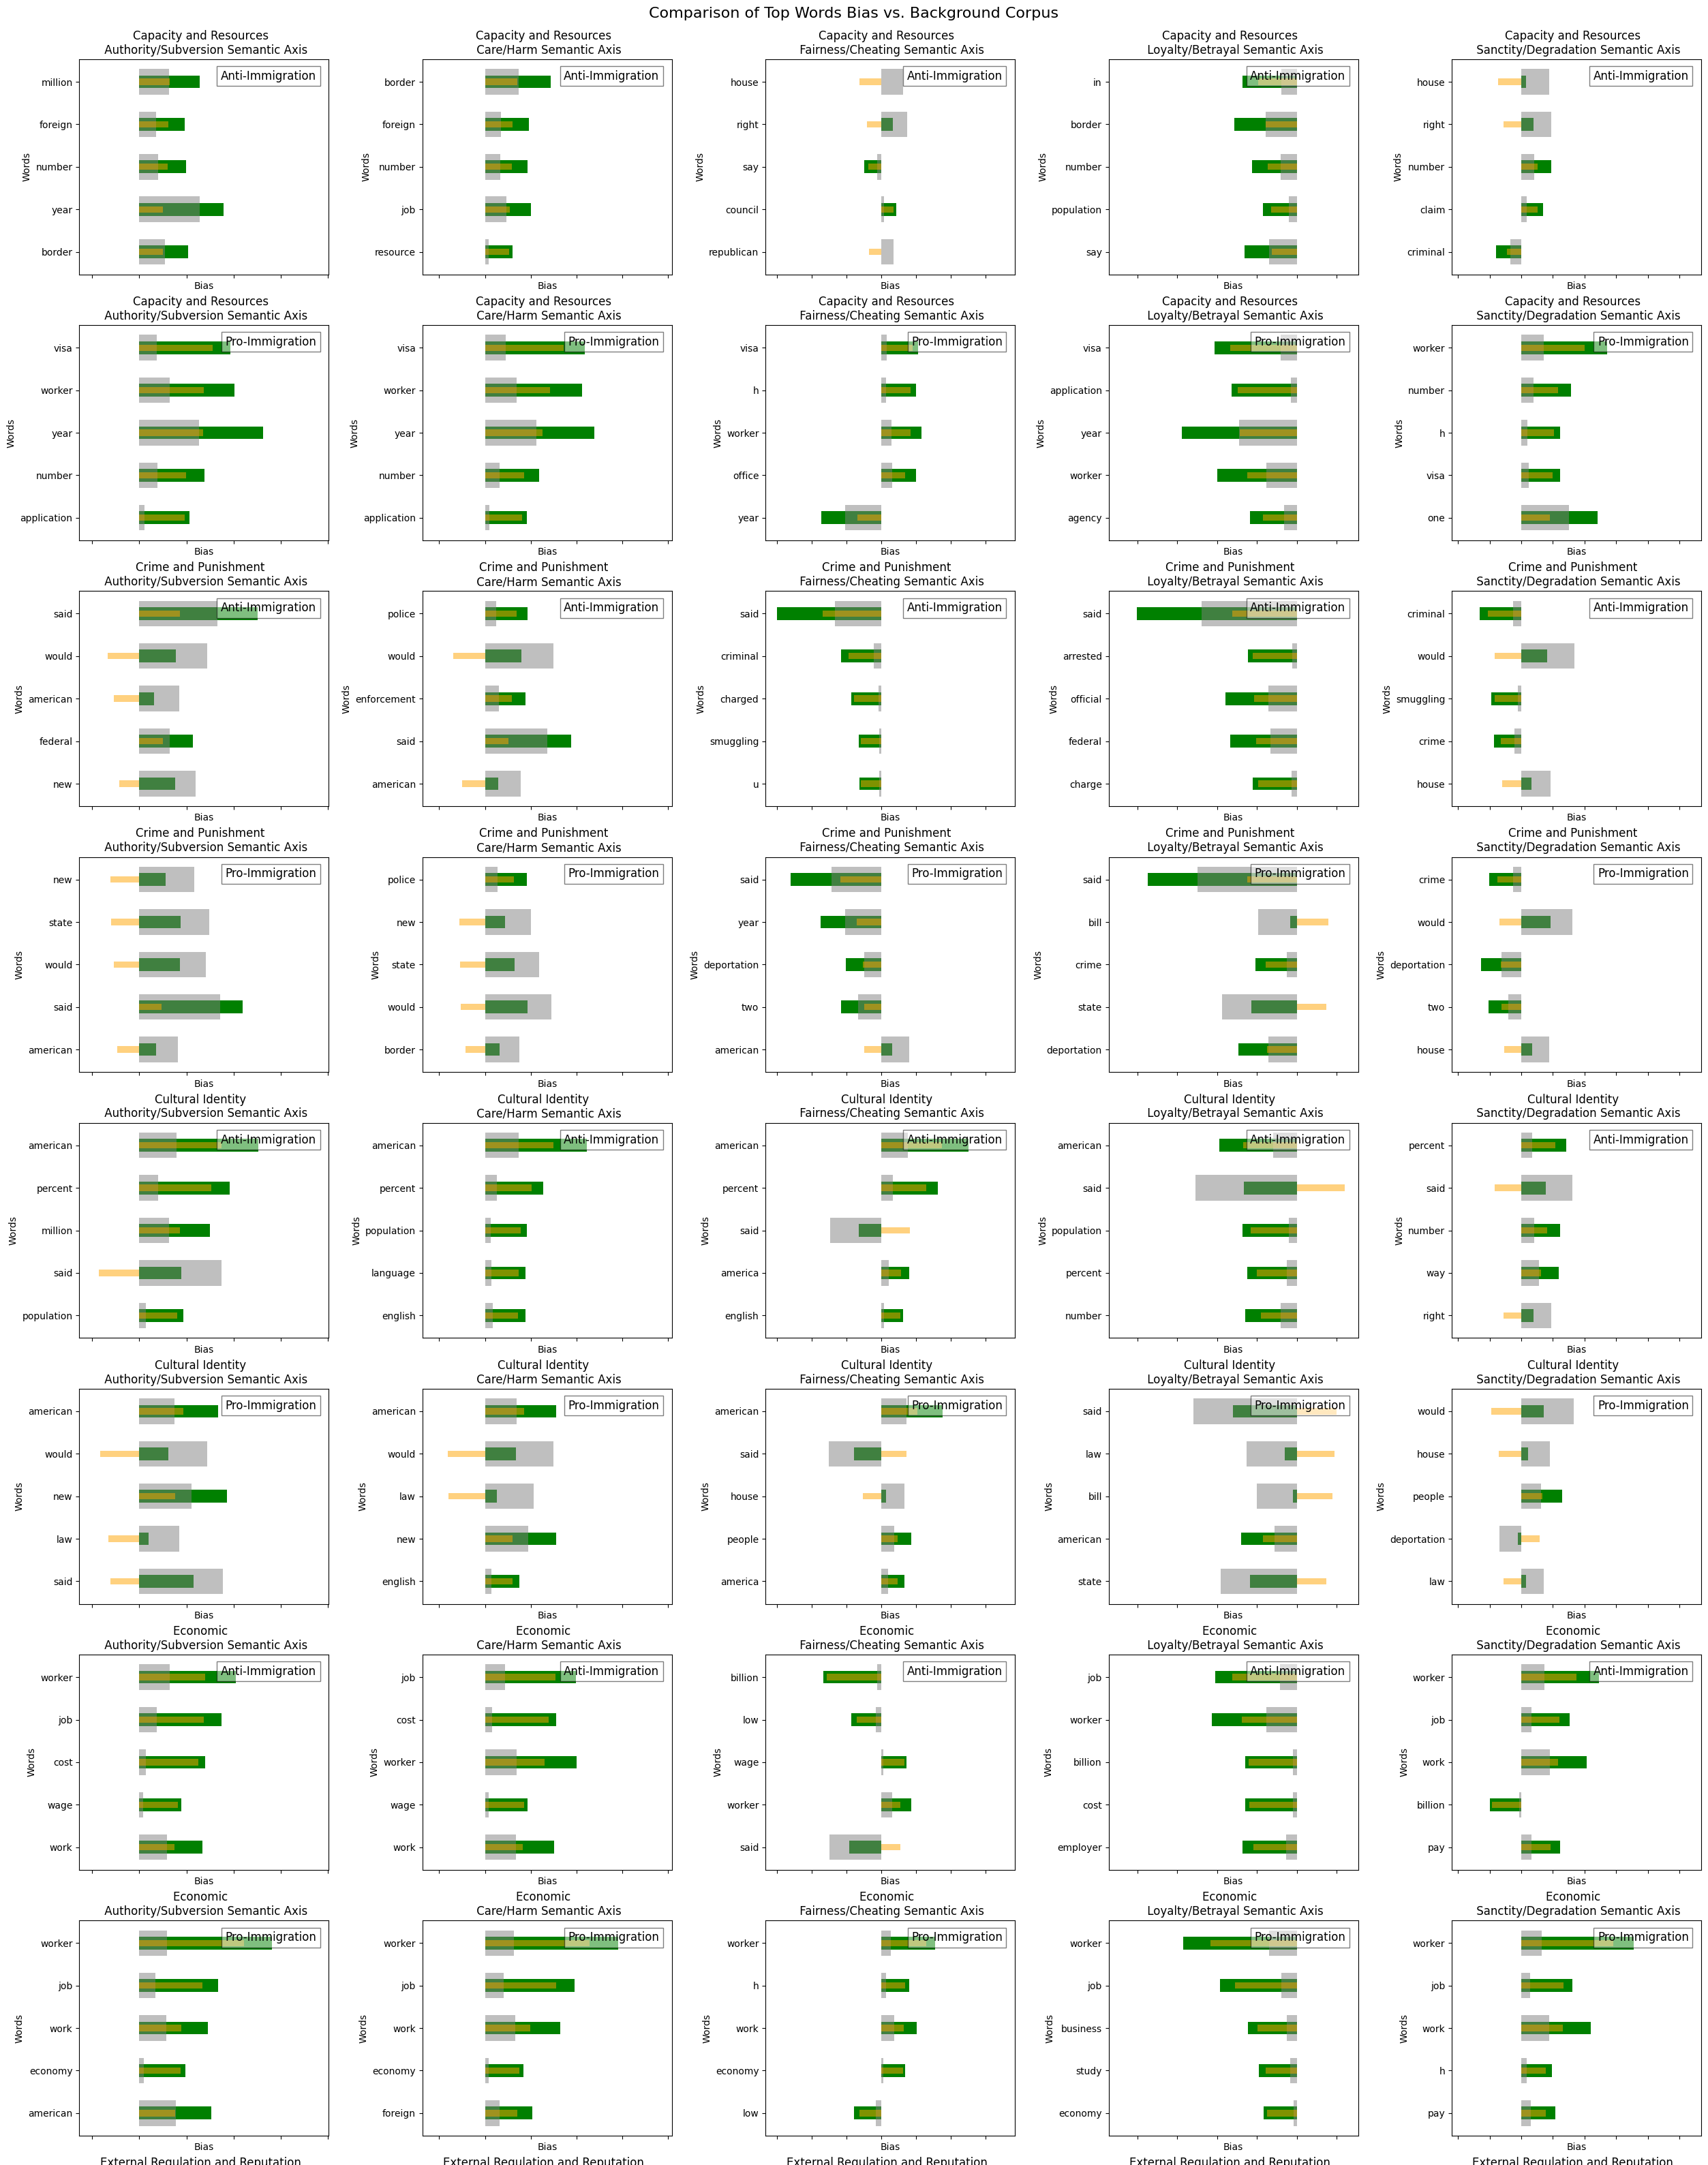 Comparison of Top Words Bias vs. Background Corpus
Capacity and Resources
Authority/Subversion Semantic Axis
Anti-Immigration
million
foreign
number
year
border
Words
Bias
Capacity and Resources
Care/Harm Semantic Axis
Anti-Immigration
border
foreign
number
job
resource
Words
Bias
Capacity and Resources
Fairness/Cheating Semantic Axis
Anti-Immigration
house
right
say
council
republican
Words
Bias
Capacity and Resources
Loyalty/Betrayal Semantic Axis
Anti-Immigration
in
border
number
population
say
Words
Bias
Capacity and Resources
Sanctity/Degradation Semantic Axis
Anti-Immigration
house
right
number
claim
criminal
Words
Bias
Capacity and Resources
Authority/Subversion Semantic Axis
Pro-Immigration
visa
worker
year
number
application
Words
Bias
Capacity and Resources
Care/Harm Semantic Axis
Pro-Immigration
visa
worker
year
number
application
Words
Bias
Capacity and Resources
Fairness/Cheating Semantic Axis
Pro-Immigration
visa
h
worker
office
year
Words
Bias
Capacity and Resources
Loyalty/Betrayal Semantic Axis
Pro-Immigration
visa
application
year
worker
agency
Words
Bias
Capacity and Resources
Sanctity/Degradation Semantic Axis
Pro-Immigration
worker
number
h
visa
one
Words
Bias
Crime and Punishment
Authority/Subversion Semantic Axis
Anti-Immigration
said
would
american
federal
new
Words
Bias
Crime and Punishment
Care/Harm Semantic Axis
Anti-Immigration
police
would
enforcement
said
american
Words
Bias
Crime and Punishment
Fairness/Cheating Semantic Axis
Anti-Immigration
said
criminal
charged
smuggling
u
Words
Bias
Crime and Punishment
Loyalty/Betrayal Semantic Axis
Anti-Immigration
said
arrested
official
federal
charge
Words
Bias
Crime and Punishment
Sanctity/Degradation Semantic Axis
Anti-Immigration
criminal
would
smuggling
crime
house
Words
Bias
Crime and Punishment
Authority/Subversion Semantic Axis
Pro-Immigration
new
state
would
said
american
Words
Bias
Crime and Punishment
Care/Harm Semantic Axis
Pro-Immigration
police
new
state
would
border
Words
Bias
Crime and Punishment
Fairness/Cheating Semantic Axis
Pro-Immigration
said
year
deportation
two
american
Words
Bias
Crime and Punishment
Loyalty/Betrayal Semantic Axis
Pro-Immigration
said
bill
crime
state
deportation
Words
Bias
Crime and Punishment
Sanctity/Degradation Semantic Axis
Pro-Immigration
crime
would
deportation
two
house
Words
Bias
Cultural Identity
Authority/Subversion Semantic Axis
Anti-Immigration
american
percent
million
said
population
Words
Bias
Cultural Identity
Care/Harm Semantic Axis
Anti-Immigration
american
percent
population
language
english
Words
Bias
Cultural Identity
Fairness/Cheating Semantic Axis
Anti-Immigration
american
percent
said
america
english
Words
Bias
Cultural Identity
Loyalty/Betrayal Semantic Axis
Anti-Immigration
american
said
population
percent
number
Words
Bias
Cultural Identity
Sanctity/Degradation Semantic Axis
Anti-Immigration
percent
said
number
way
right
Words
Bias
Cultural Identity
Authority/Subversion Semantic Axis
Pro-Immigration
american
would
new
law
said
Words
Bias
Cultural Identity
Care/Harm Semantic Axis
Pro-Immigration
american
would
law
new
english
Words
Bias
Cultural Identity
Fairness/Cheating Semantic Axis
Pro-Immigration
american
said
house
people
america
Words
Bias
Cultural Identity
Loyalty/Betrayal Semantic Axis
Pro-Immigration
said
law
bill
american
state
Words
Bias
Cultural Identity
Sanctity/Degradation Semantic Axis
Pro-Immigration
would
house
people
deportation
law
Words
Bias
Economic
Authority/Subversion Semantic Axis
Anti-Immigration
worker
job
cost
wage
work
Words
Bias
Economic
Care/Harm Semantic Axis
Anti-Immigration
job
cost
worker
wage
work
Words
Bias
Economic
Fairness/Cheating Semantic Axis
Anti-Immigration
billion
low
wage
worker
said
Words
Bias
Economic
Loyalty/Betrayal Semantic Axis
Anti-Immigration
job
worker
billion
cost
employer
Words
Bias
Economic
Sanctity/Degradation Semantic Axis
Anti-Immigration
worker
job
work
billion
pay
Words
Bias
Economic
Authority/Subversion Semantic Axis
Pro-Immigration
worker
job
work
economy
american
Words
Bias
Economic
Care/Harm Semantic Axis
Pro-Immigration
worker
job
work
economy
foreign
Words
Bias
Economic
Fairness/Cheating Semantic Axis
Pro-Immigration
worker
h
work
economy
low
Words
Bias
Economic
Loyalty/Betrayal Semantic Axis
Pro-Immigration
worker
job
business
study
economy
Words
Bias
Economic
Sanctity/Degradation Semantic Axis
Pro-Immigration
worker
job
work
h
pay
Words
Bias
External Regulation and Reputation
External Regulation and Reputation
External Regulation and Reputation
External Regulation and Reputation
External Regulation and Reputation